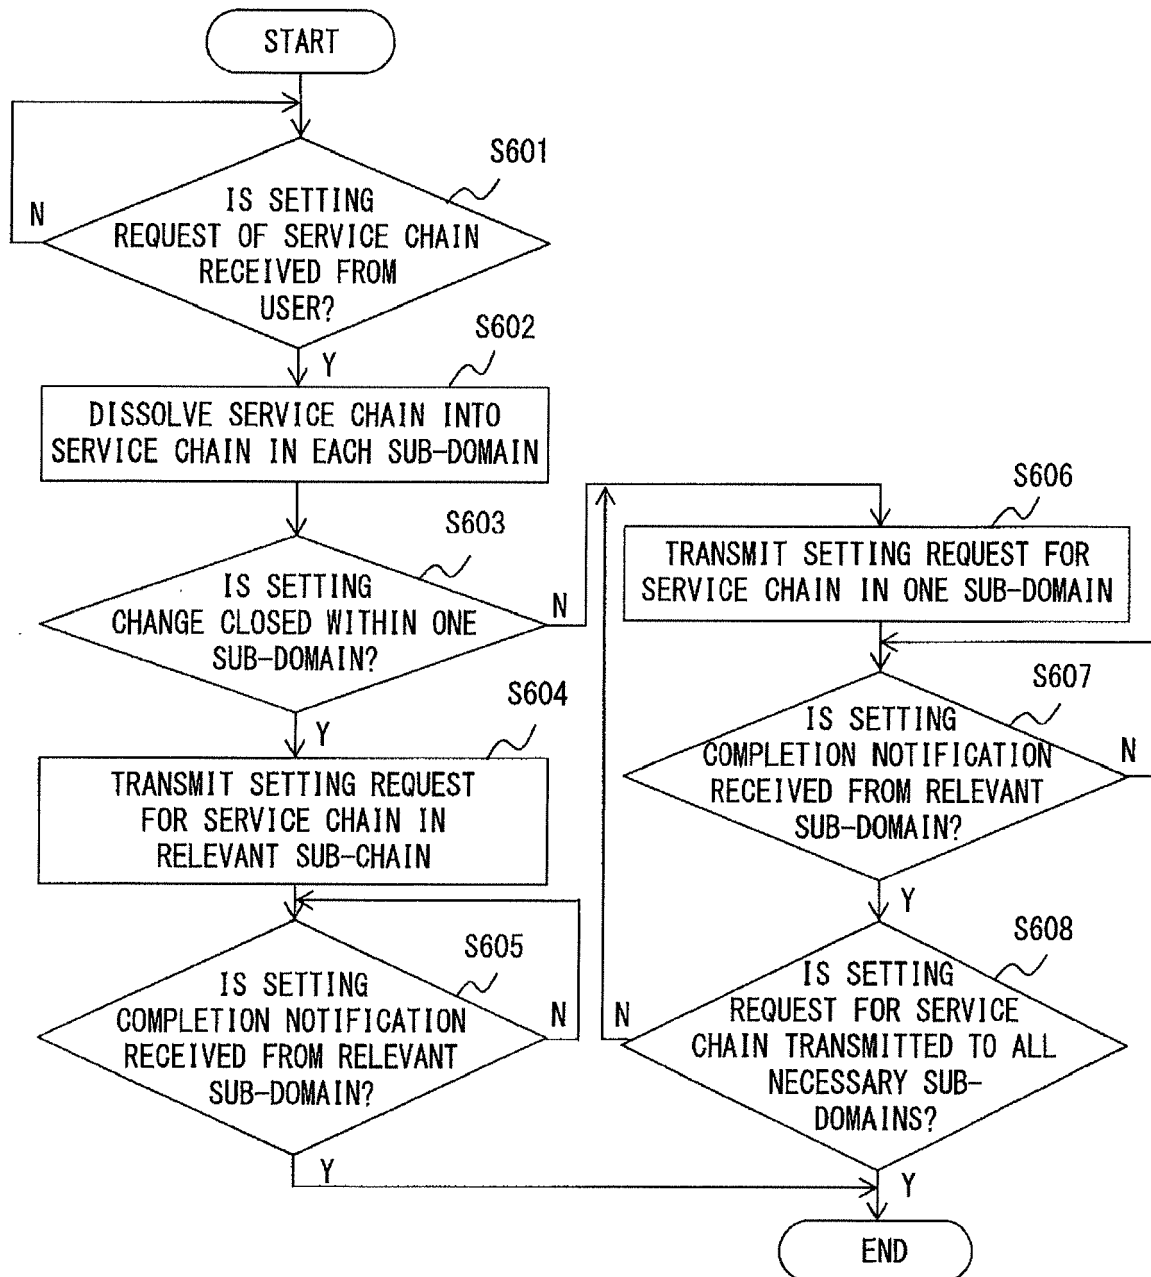 START
S601
IS SETTING
REQUEST OF SERVICE CHAIN
RECEIVED FROM
USER?
N
Y
S602
DISSOLVE SERVICE CHAIN INTO
SERVICE CHAIN IN EACH SUB-DOMAIN
S603
IS SETTING
CHANGE CLOSED WITHIN ONE
SUB-DOMAIN?
N
Y
S604
TRANSMIT SETTING REQUEST
FOR SERVICE CHAIN IN
RELEVANT SUB-CHAIN
S605
IS SETTING
COMPLETION NOTIFICATION
RECEIVED FROM RELEVANT
SUB-DOMAIN?
N
Y
S606
TRANSMIT SETTING REQUEST FOR
SERVICE CHAIN IN ONE SUB-DOMAIN
S607
IS SETTING
COMPLETION NOTIFICATION
RECEIVED FROM RELEVANT
SUB-DOMAIN?
N
Y
S608
IS SETTING
REQUEST FOR SERVICE
CHAIN TRANSMITTED TO ALL
NECESSARY SUB-
DOMAINS?
N
Y
END